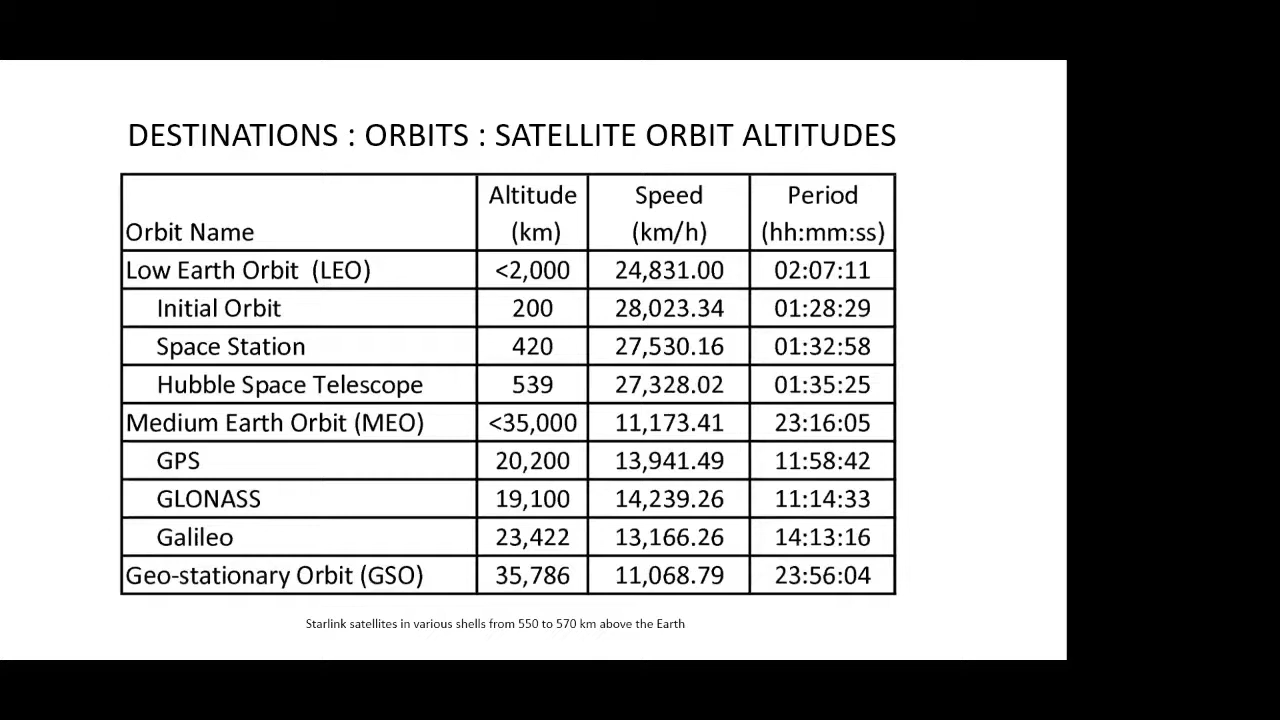 DESTINATIONS : ORBITS : SATELLITE ORBIT ALTITUDES
Orbit Name Altitude (km) Speed (km/h) Period (hh:mm:ss)
Low Earth Orbit (LEO) <2,000 24,831.00 02:07:11
Initial Orbit 200 28,023.34 01:28:29
Space Station 420 27,530.16 01:32:58
Hubble Space Telescope 539 27,328.02 01:35:25
Medium Earth Orbit (MEO) <35,000 11,173.41 23:16:05
GPS 20,200 13,941.49 11:58:42
GLONASS 19,100 14,239.26 11:14:33
Galileo 23,422 13,166.26 14:13:16
Geo-stationary Orbit (GSO) 35,786 11,068.79 23:56:04
Starlink satellites in various shells from 550 to 570 km above the Earth